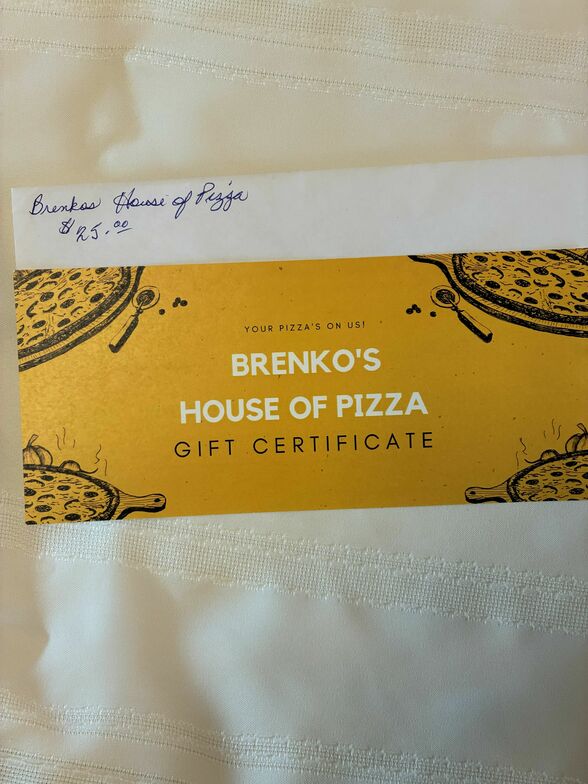 Brenkos House of Pizza
$25.00
YOUR PIZZA'S ON US!
BRENKO'S
HOUSE OF PIZZA
GIFT CERTIFICATE